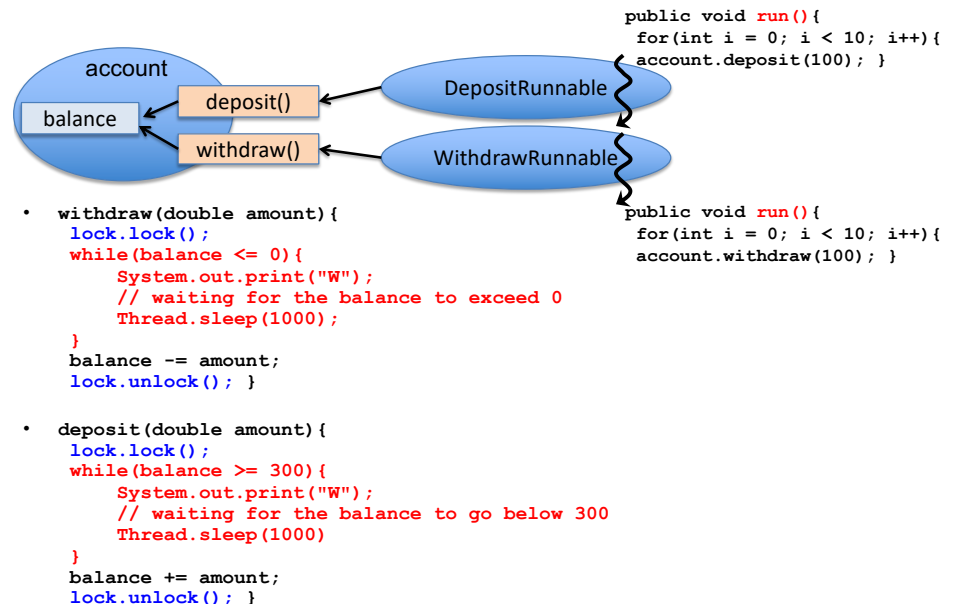 public void run(){
for(int i = 0; i < 10; i++){
account.deposit(100); }
account
balance
deposit()
withdraw()
DepositRunnable
WithdrawRunnable
public void run(){
for(int i = 0; i < 10; i++){
account.withdraw(100); }
• withdraw(double amount){
lock.lock();
while(balance <= 0){
System.out.print("W");
// waiting for the balance to exceed 0
Thread.sleep(1000);
}
balance -= amount;
lock.unlock(); }
• deposit(double amount){
lock.lock();
while(balance >= 300){
System.out.print("W");
// waiting for the balance to go below 300
Thread.sleep(1000)
}
balance += amount;
lock.unlock(); }